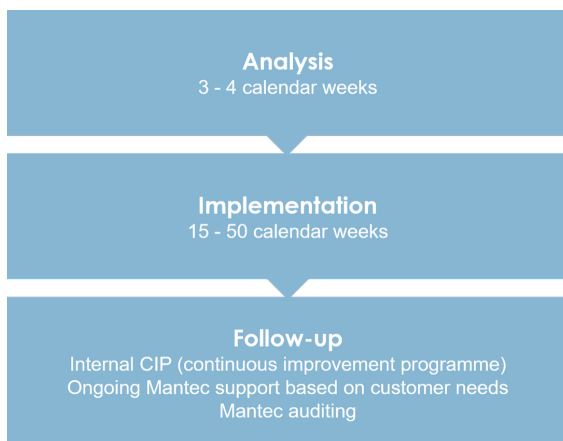 Analysis
3 - 4 calendar weeks
Implementation
15 - 50 calendar weeks
Follow-up
Internal CIP (continuous improvement programme)
Ongoing Mantec support based on customer needs
Mantec auditing